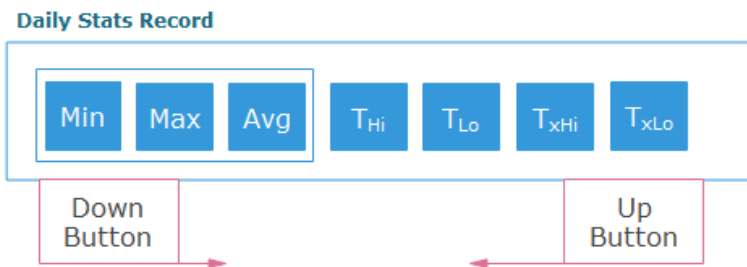 Daily Stats Record
Min Max Avg THi TLo TxHi TxLo
Down
Button
Up
Button